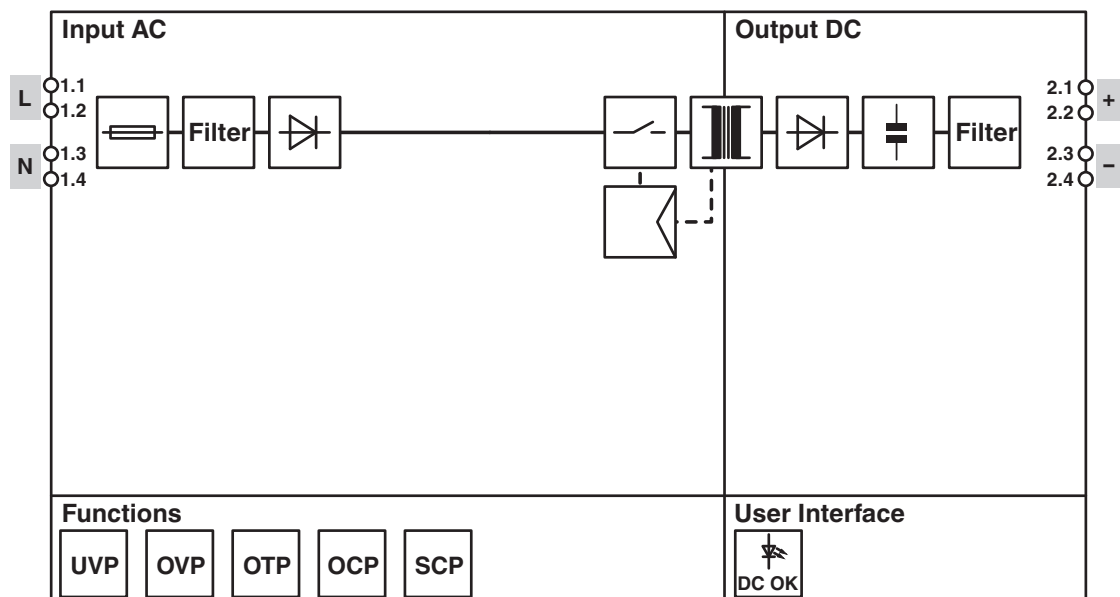 Input AC
Output DC
L
1.1
1.2
N
1.3
1.4
Filter
Filter
2.1
2.2
+
2.3
2.4
−
Functions
UVP
OVP
OTP
OCP
SCP
User Interface
DC OK